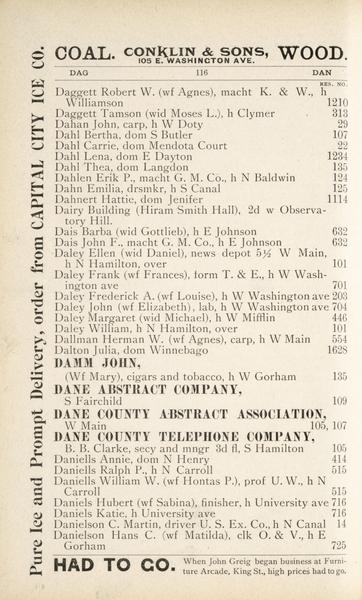 COAL. CONKLIN & SONS, WOOD.
105 E. WASHINGTON AVE.
DAG 116 DAN
RES. NO.
Daggett Robert W. (wf Agnes), macht K. & W., h
Williamson 1210
Daggett Tamson (wid Moses L.), h Clymer 313
Dahan John, carp, h W Doty 29
Dahl Bertha, dom S Butler 107
Dahl Carrie, dom Mendota Court 22
Dahl Lena, dom E Dayton 1234
Dahl Thea, dom Langdon 135
Dahlen Erik P., macht G. M. Co., h N Baldwin 124
Dahn Emilia, drsmkr, h S Canal 125
Dahnert Hattie, dom Jenifer 1114
Dairy Building (Hiram Smith Hall), 2d w Observa-
tory Hill.
Dais Barba (wid Gottlieb), h E Johnson 632
Dais John F., macht G. M. Co., h E Johnson 632
Daley Ellen (wid Daniel), news depot 5½ W Main,
h N Hamilton, over 101
Daley Frank (wf Frances), form T. & E., h W Wash-
ington ave 701
Daley Frederick A. (wf Louise), h W Washington ave 203
Daley John (wf Elizabeth), lab, h W Washington ave 704
Daley Margaret (wid Michael), h W Mifflin 446
Daley William, h N Hamilton, over 101
Dallman Herman W. (wf Agnes), carp, h W Main 554
Dalton Julia, dom Winnebago 1628
DAMM JOHN,
(Wf Mary), cigars and tobacco, h W Gorham 135
DANE ABSTRACT COMPANY,
S Fairchild 109
DANE COUNTY ABSTRACT ASSOCIATION,
W Main 105, 107
DANE COUNTY TELEPHONE COMPANY,
B. B. Clarke, secy and mngr 3d fl, S Hamilton 105
Daniells Annie, dom N Henry 414
Daniells Ralph P., h N Carroll 515
Daniells William W. (wf Hontas P.), prof U. W., h N
Carroll 515
Daniels Hubert (wf Sabina), finisher, h University ave 716
Daniels Katie, h University ave 716
Danielson C. Martin, driver U. S. Ex. Co., h N Canal 14
Danielson Hans C. (wf Matilda), clk O. & V., h E
Gorham 725
HAD TO GO. When John Greig began business at Furni-
ture Arcade, King St., high prices had to go.
Pure Ice and Prompt Delivery, order from CAPITAL CITY ICE CO.